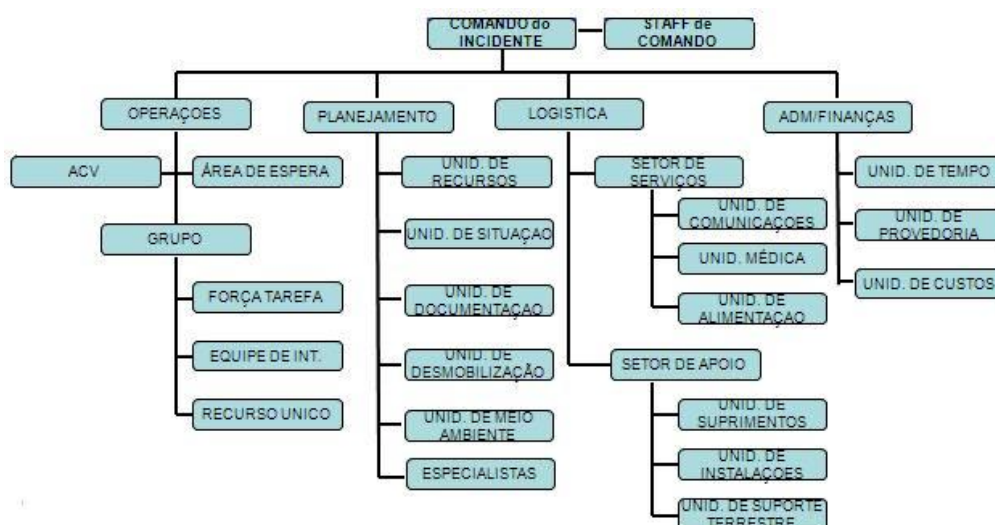 COMANDO do
INCIDENTE
STAFF de
COMANDO
OPERAÇOES
PLANEJAMENTO
LOGISTICA
ADM/FINANÇAS
ACV
ÁREA DE ESPERA
GRUPO
FORÇA TAREFA
EQUIPE DE INT.
RECURSO UNICO
UNID. DE
RECURSOS
UNID. DE SITUAÇAO
UNID. DE
DOCUMENTAÇAO
UNID. DE
DESMOBILIZAÇÃO
UNID. DE MEIO
AMBIENTE
ESPECIALISTAS
SETOR DE
SERVIÇOS
UNID. DE
COMUNICAÇOES
UNID. MÉDICA
UNID. DE
ALIMENTAÇAO
SETOR DE APOIO
UNID. DE
SUPRIMENTOS
UNID. DE
INSTALAÇOES
UNID. DE SUPORTE
TERRESTRE
UNID. DE TEMPO
UNID. DE
PROVEDORIA
UNID. DE CUSTOS